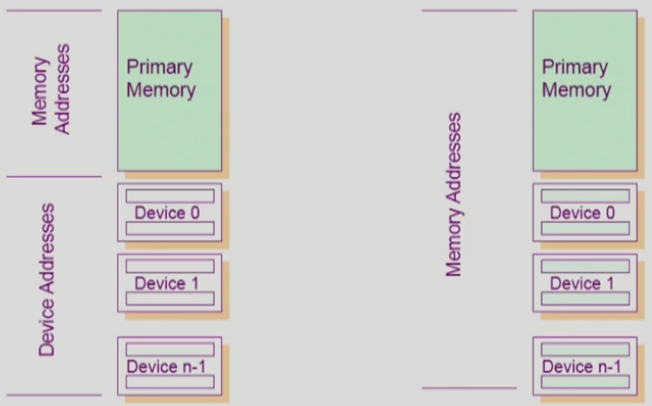 Memory
Addresses
Primary
Memory
Device Addresses
Device 0
Device 1
Device n-1
Memory Addresses
Primary
Memory
Device 0
Device 1
Device n-1